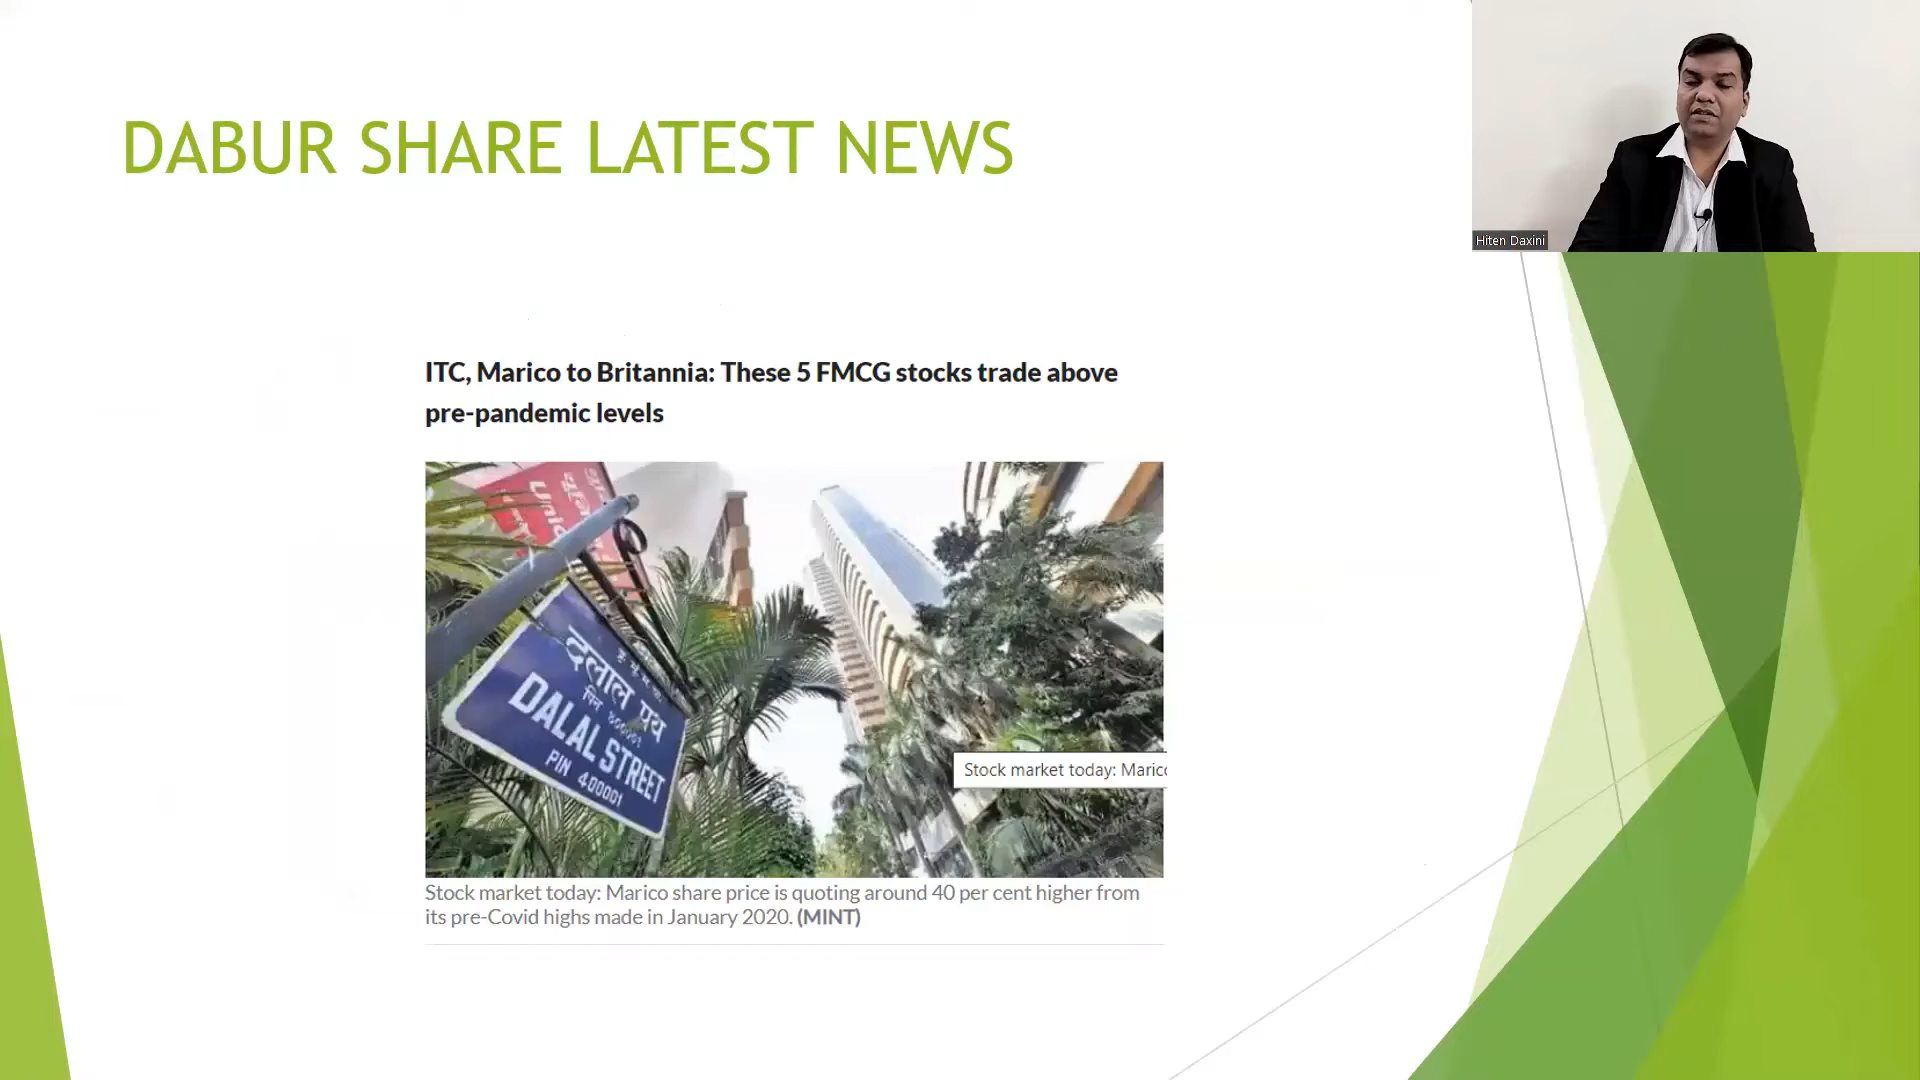 DABUR SHARE LATEST NEWS
Hiten Daxini
ITC, Marico to Britannia: These 5 FMCG stocks trade above
pre-pandemic levels
दलाल पथ
पिन ४००००१
DALAL STREET
PIN 400001
Stock market today: Maric
Stock market today: Marico share price is quoting around 40 per cent higher from
its pre-Covid highs made in January 2020. (MINT)